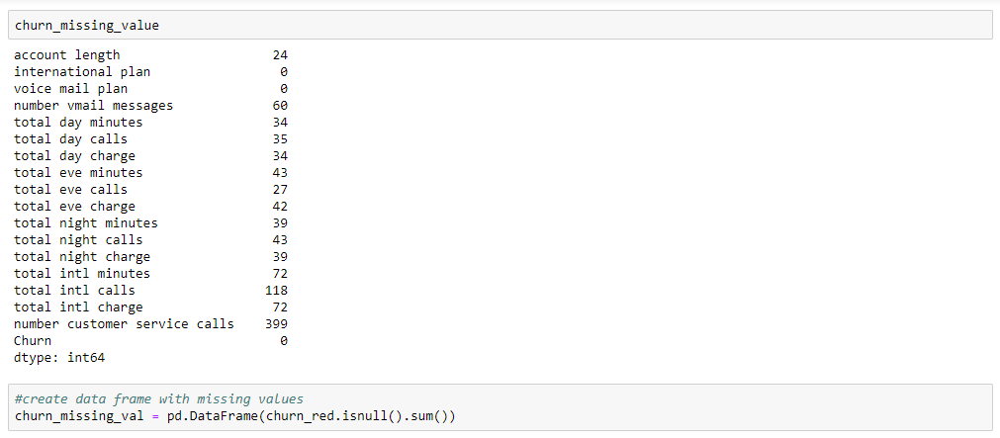 churn_missing_value
account length 24
international plan 0
voice mail plan 0
number vmail messages 60
total day minutes 34
total day calls 35
total day charge 34
total eve minutes 43
total eve calls 27
total eve charge 42
total night minutes 39
total night calls 43
total night charge 39
total intl minutes 72
total intl calls 118
total intl charge 72
number customer service calls 399
Churn 0
dtype: int64
#create data frame with missing values
churn_missing_val = pd.DataFrame(churn_red.isnull().sum())